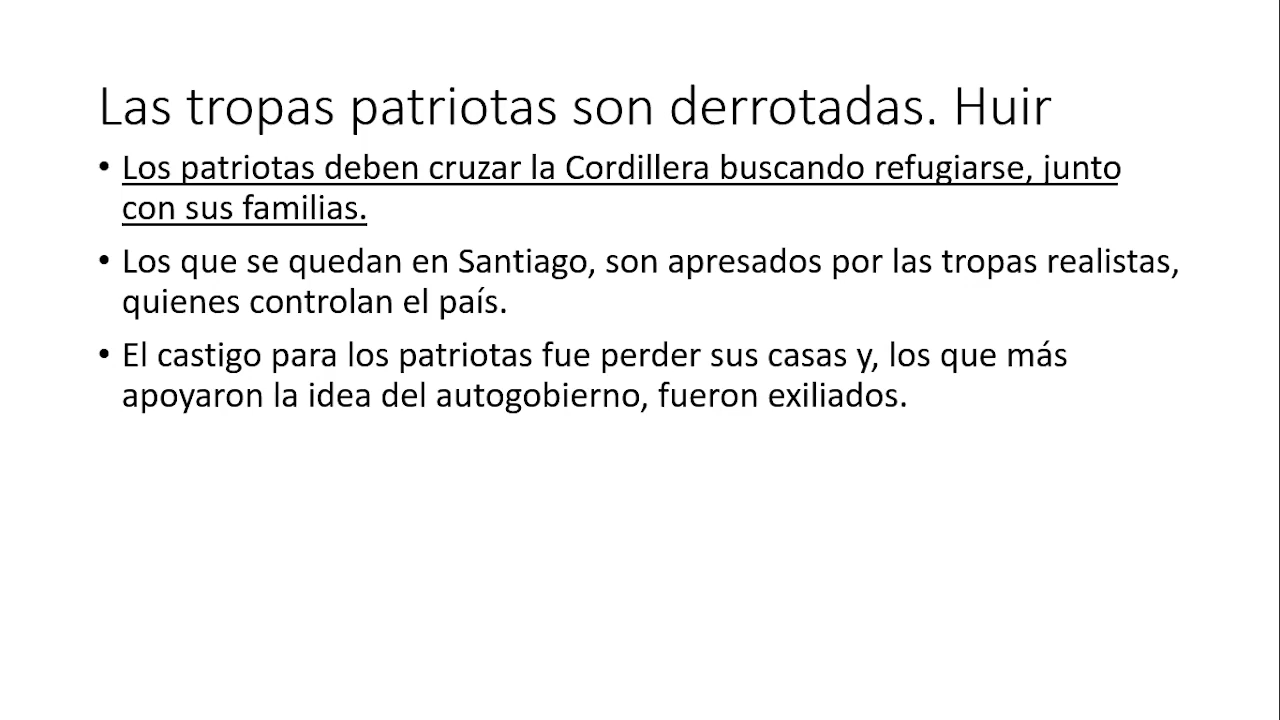 Las tropas patriotas son derrotadas. Huir
• Los patriotas deben cruzar la Cordillera buscando refugiarse, junto
con sus familias.
• Los que se quedan en Santiago, son apresados por las tropas realistas,
quienes controlan el país.
• El castigo para los patriotas fue perder sus casas y, los que más
apoyaron la idea del autogobierno, fueron exiliados.